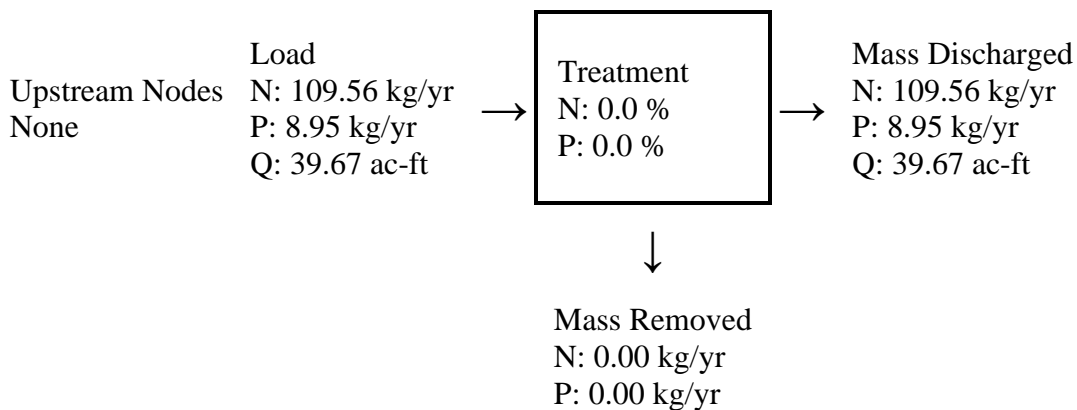 Upstream Nodes
None
Load
N: 109.56 kg/yr
P: 8.95 kg/yr
Q: 39.67 ac-ft
→
Treatment
N: 0.0 %
P: 0.0 %
→
Mass Discharged
N: 109.56 kg/yr
P: 8.95 kg/yr
Q: 39.67 ac-ft
↓
Mass Removed
N: 0.00 kg/yr
P: 0.00 kg/yr